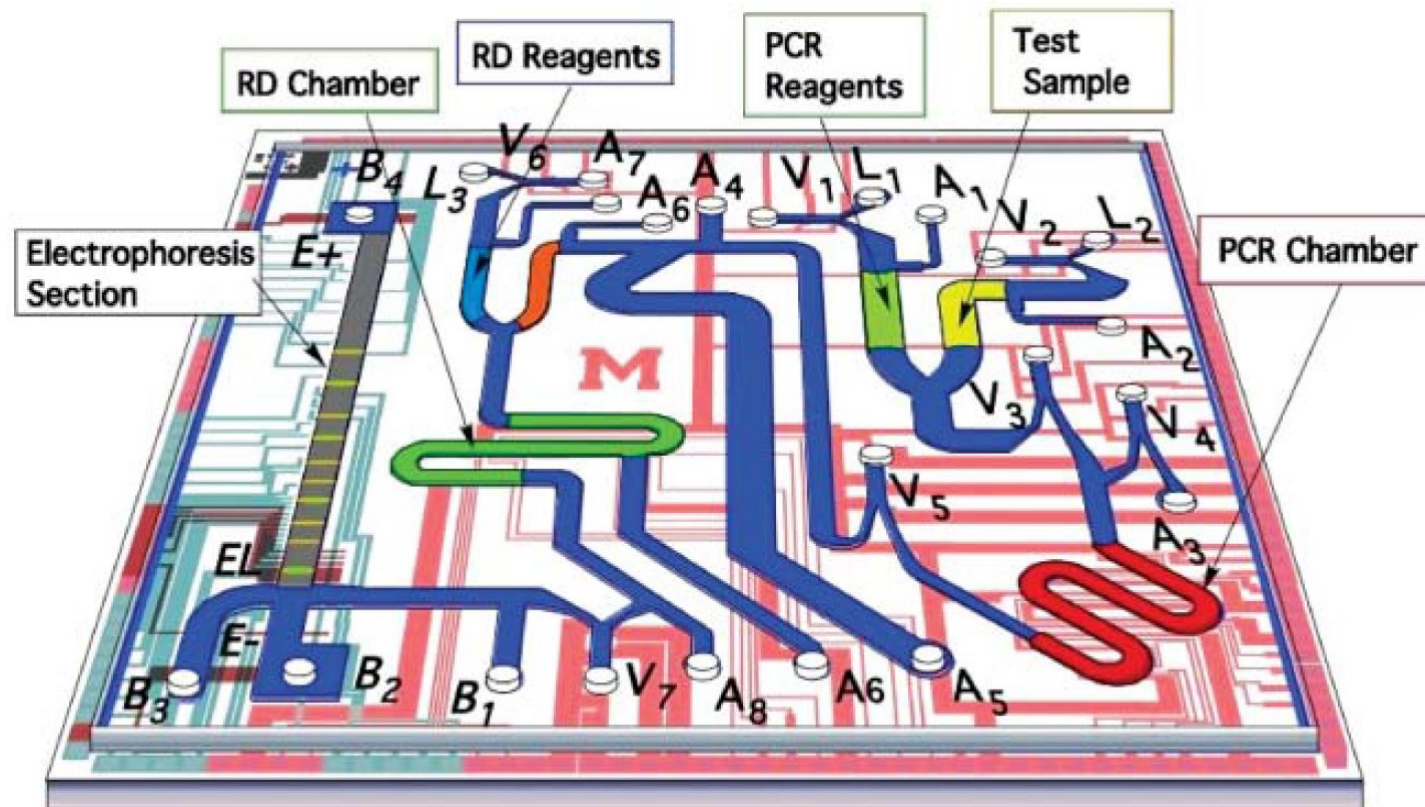 RD Chamber
RD Reagents
PCR
Reagents
Test
Sample
Electrophoresis
Section
PCR Chamber
B4
L3
V6
A7
A6
A4
V1
L1
A1
V2
L2
E+
A2
V3
V4
V5
A3
M
EL
E-
B3
B2
B1
V7
A8
A6
A5